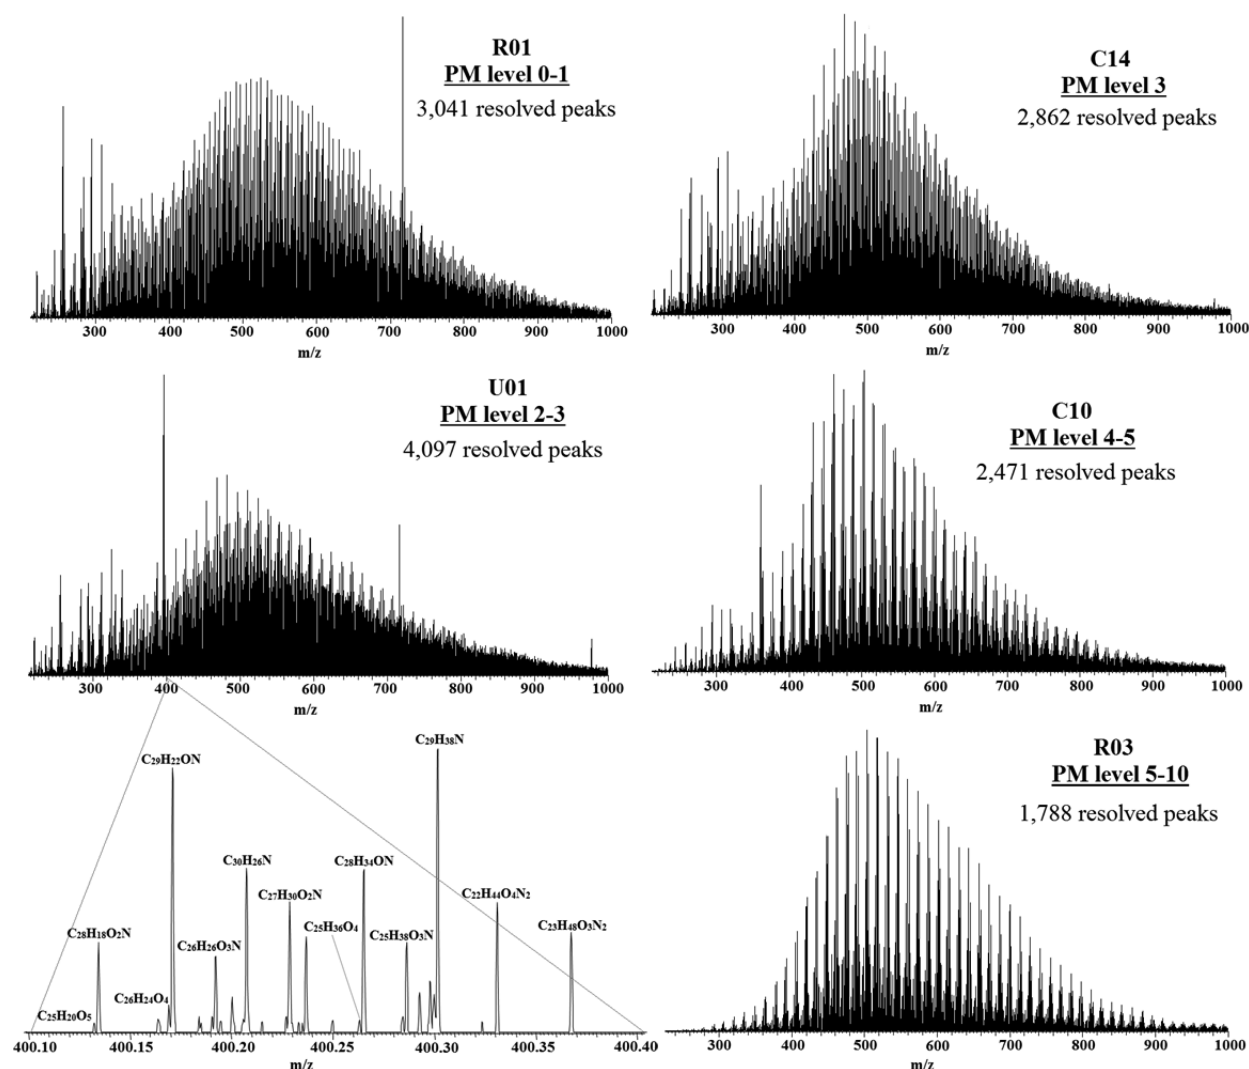 R01
PM level 0-1
3,041 resolved peaks
300 400 500 600 700 800 900 1000
m/z
C14
PM level 3
2,862 resolved peaks
300 400 500 600 700 800 900 1000
m/z
U01
PM level 2-3
4,097 resolved peaks
300 400 500 600 700 800 900 1000
m/z
C10
PM level 4-5
2,471 resolved peaks
300 400 500 600 700 800 900 1000
m/z
C₂₉H₃₈N
C₂₉H₂₂ON
C₃₀H₂₆N
C₂₈H₃₄ON
C₂₇H₃₀O₂N
C₂₂H₄₄O₄N₂
C₂₈H₁₈O₂N
C₂₆H₂₆O₃N
C₂₅H₃₆O₄
C₂₅H₃₈O₃N
C₂₃H₄₈O₃N₂
C₂₆H₂₄O₄
C₂₅H₂₀O₅
400.10 400.15 400.20 400.25 400.30 400.35 400.40
m/z
R03
PM level 5-10
1,788 resolved peaks
300 400 500 600 700 800 900 1000
m/z